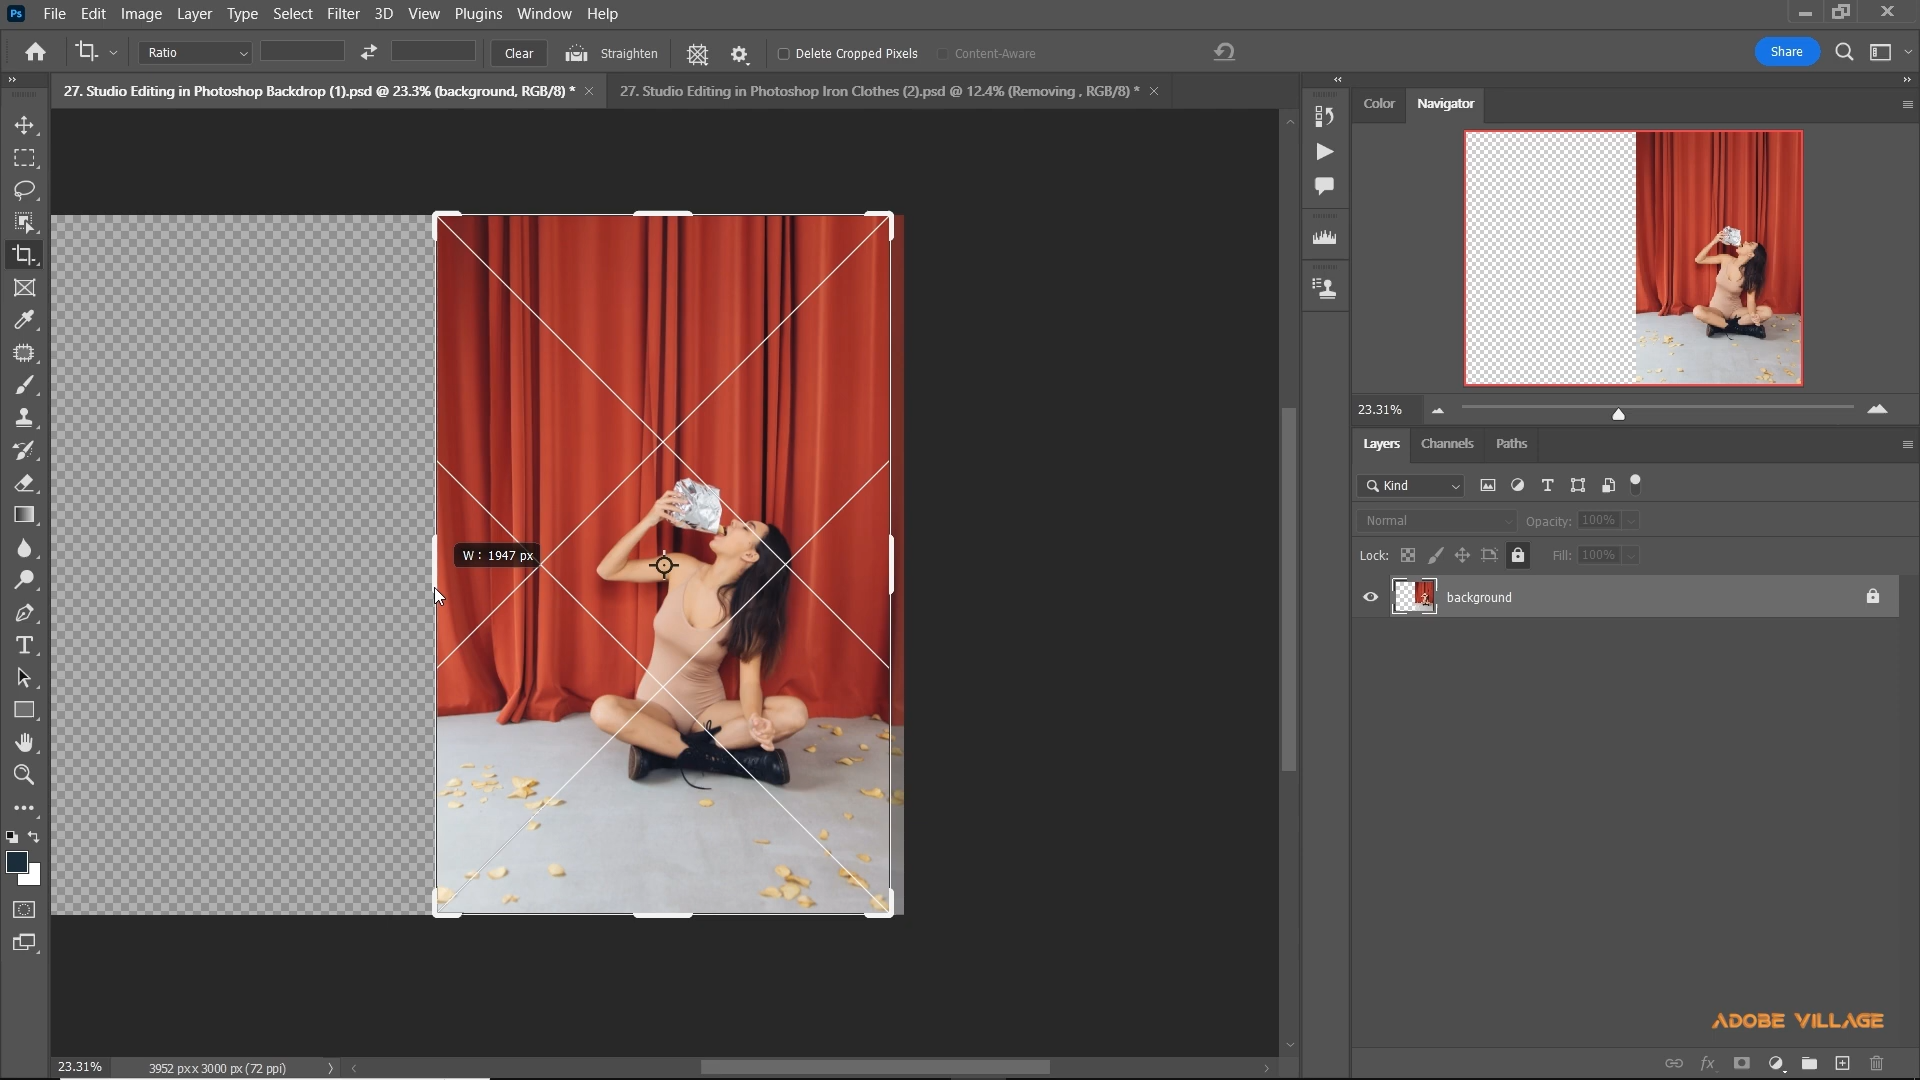 Ps File Edit Image Layer Type Select Filter 3D View Plugins Window Help
Ratio Clear Straighten Delete Cropped Pixels Content-Aware Share
27. Studio Editing in Photoshop Backdrop (1).psd @ 23.3% (background, RGB/8) * 27. Studio Editing in Photoshop Iron Clothes (2).psd @ 12.4% (Removing , RGB/8) *
Color Navigator
23.31%
Layers Channels Paths
Kind
Normal Opacity: 100%
Lock: Fill: 100%
W : 1947 px
background
ADOBE VILLAGE
23.31% 3952 px x 3000 px (72 ppi)